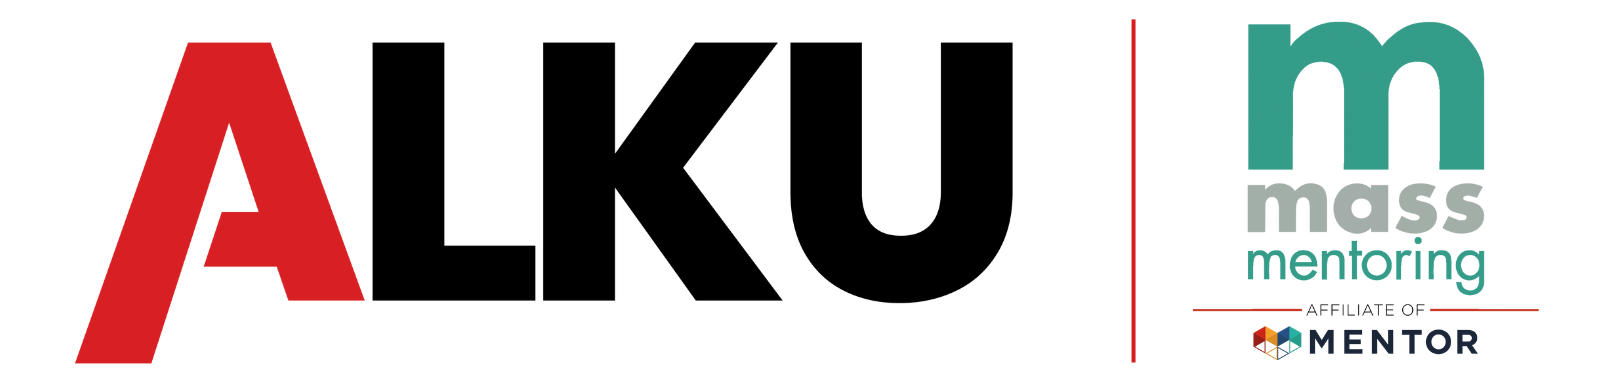 ALKU
m
mass
mentoring
AFFILIATE OF
MENTOR